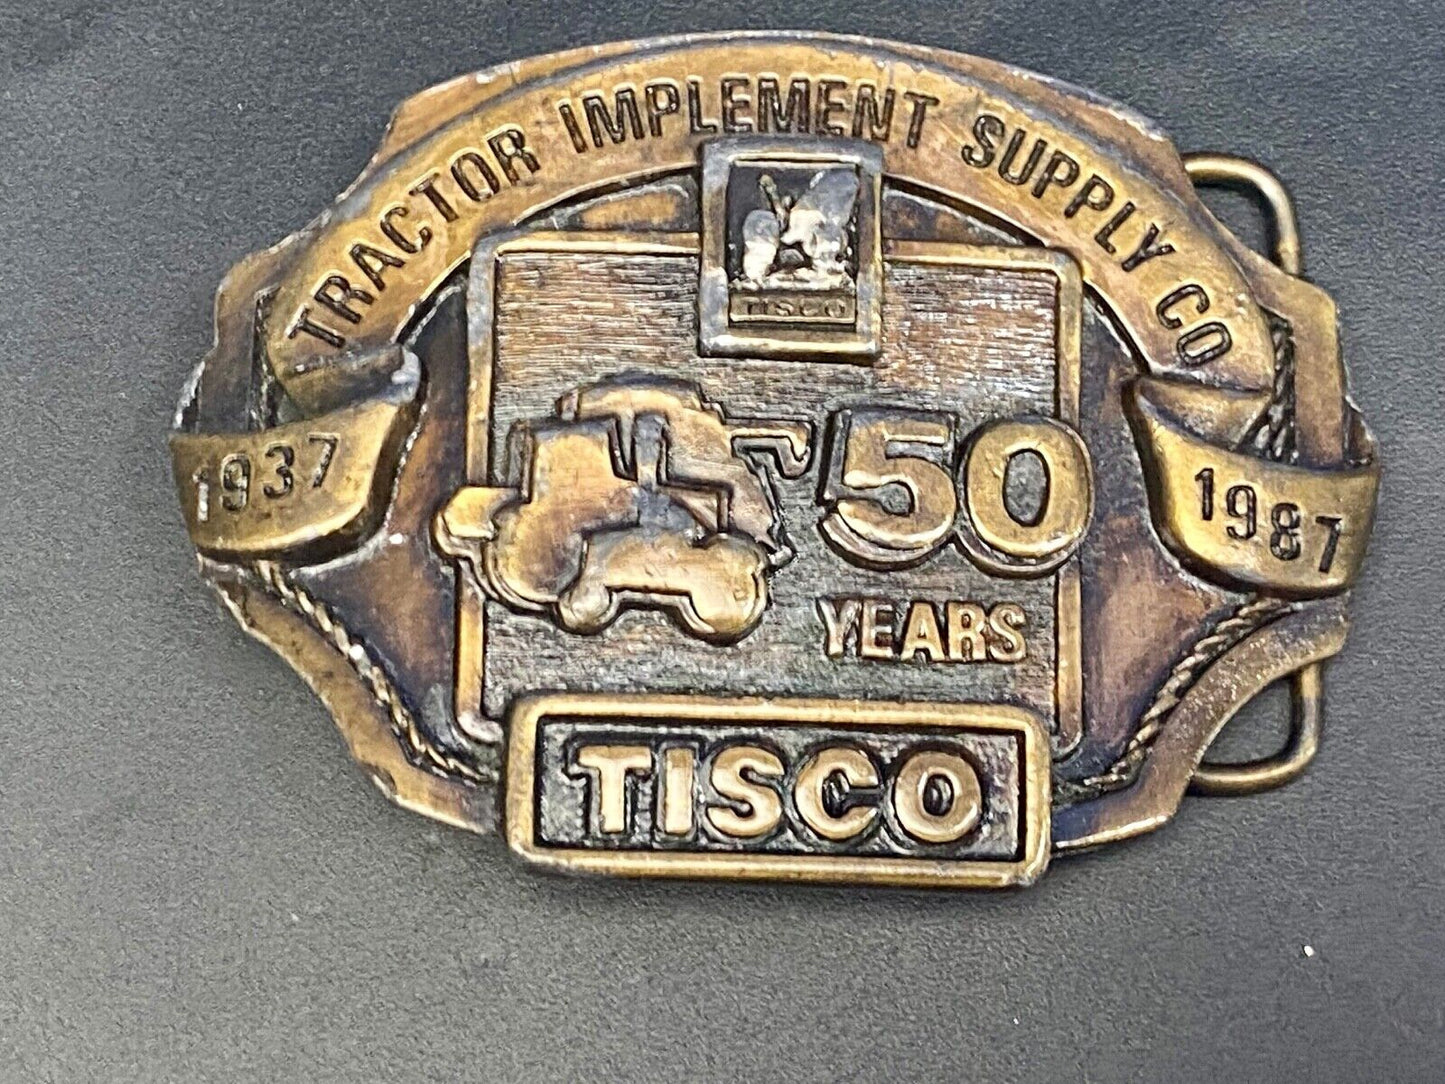 TRACTOR IMPLEMENT SUPPLY CO
TISCO
1937
1987
50
YEARS
TISCO